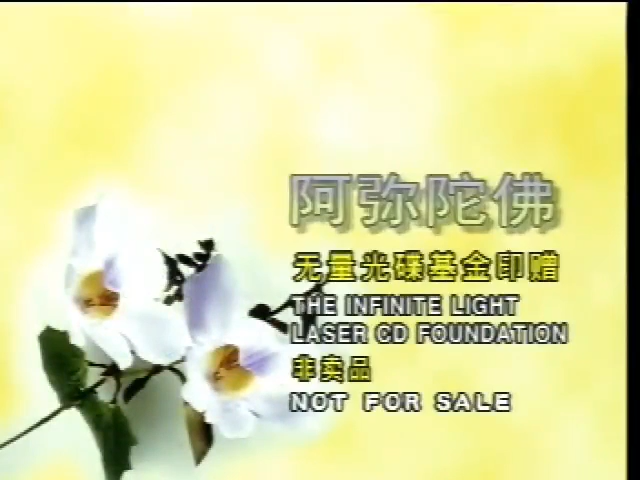 阿弥陀佛
无量光碟基金印赠
THE INFINITE LIGHT
LASER CD FOUNDATION
非卖品
NOT FOR SALE